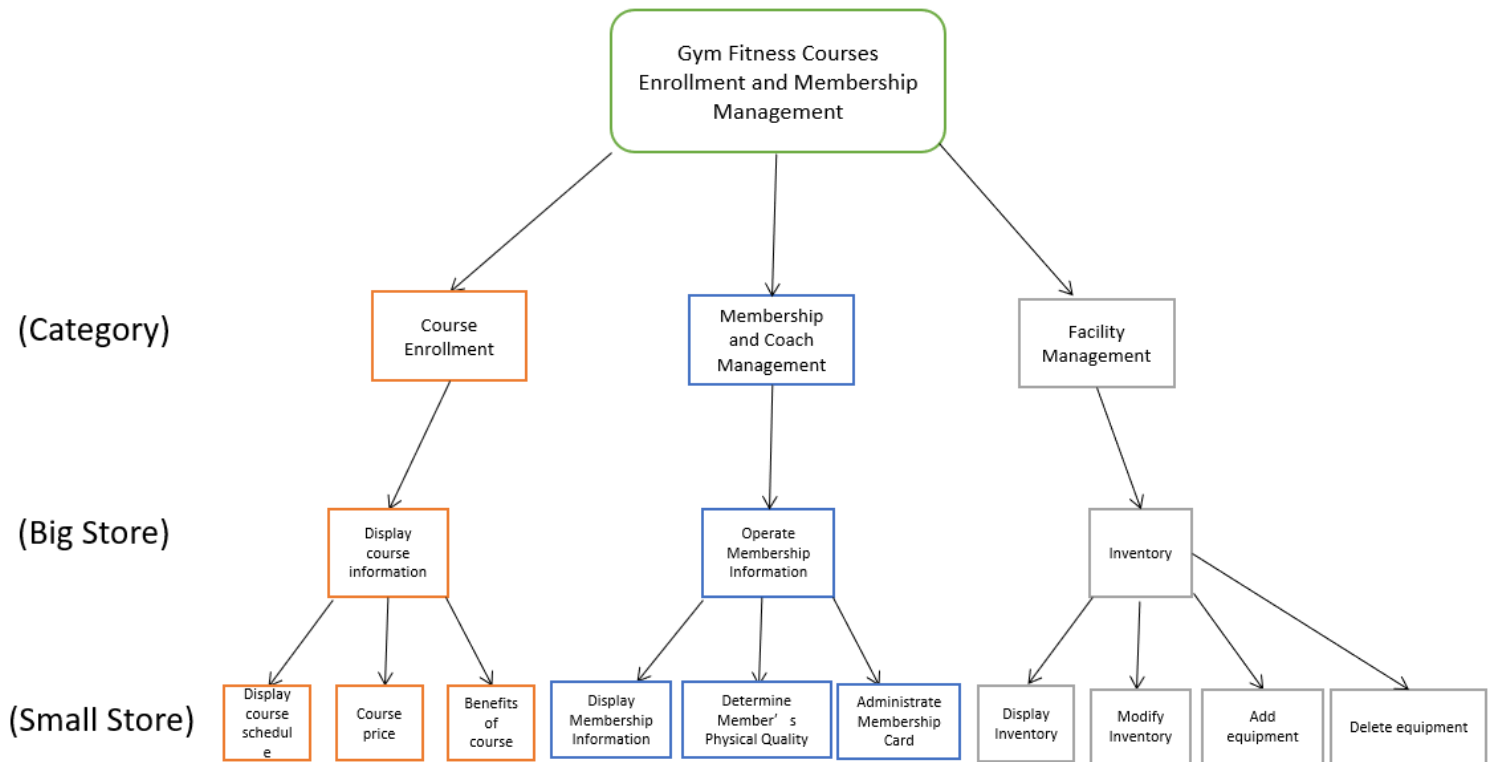 Gym Fitness Courses
Enrollment and Membership
Management
(Category)
Course
Enrollment
Membership
and Coach
Management
Facility
Management
(Big Store)
Display
course
information
Operate
Membership
Information
Inventory
(Small Store)
Display
course
schedul
e
Course
price
Benefits
of
course
Display
Membership
Information
Determine
Member’s
Physical Quality
Administrate
Membership
Card
Display
Inventory
Modify
Inventory
Add
equipment
Delete equipment